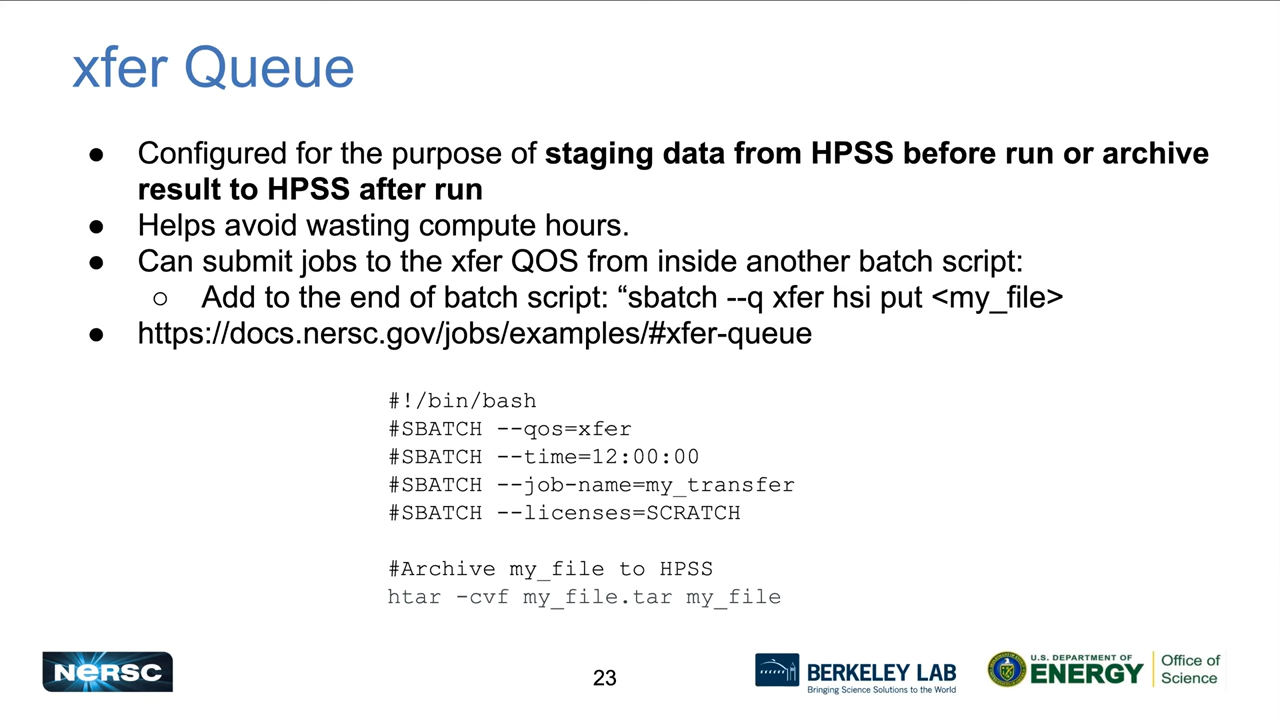 xfer Queue
● Configured for the purpose of staging data from HPSS before run or archive
result to HPSS after run
● Helps avoid wasting compute hours.
● Can submit jobs to the xfer QOS from inside another batch script:
○ Add to the end of batch script: “sbatch --q xfer hsi put <my_file>
● https://docs.nersc.gov/jobs/examples/#xfer-queue
#!/bin/bash
#SBATCH --qos=xfer
#SBATCH --time=12:00:00
#SBATCH --job-name=my_transfer
#SBATCH --licenses=SCRATCH
#Archive my_file to HPSS
htar -cvf my_file.tar my_file
NERSC
23
BERKELEY LAB
Bringing Science Solutions to the World
U.S. DEPARTMENT OF
ENERGY
Office of
Science